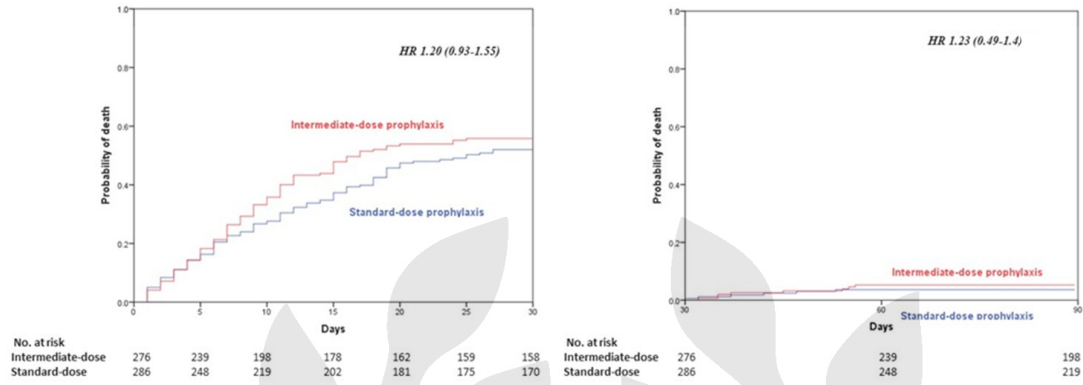 1.0
0.8
0.6
0.4
0.2
0.0
Probability of death
HR 1.20 (0.93-1.55)
Intermediate-dose prophylaxis
Standard-dose prophylaxis
0 5 10 15 20 25 30
Days
No. at risk
Intermediate-dose 276 239 198 178 162 159 158
Standard-dose 286 248 219 202 181 175 170
1.0
0.8
0.6
0.4
0.2
0.0
Probability of death
HR 1.23 (0.49-1.4)
Intermediate-dose prophylaxis
Standard-dose prophylaxis
30 60 90
Days
No. at risk
Intermediate-dose 276 239 198
Standard-dose 286 248 219